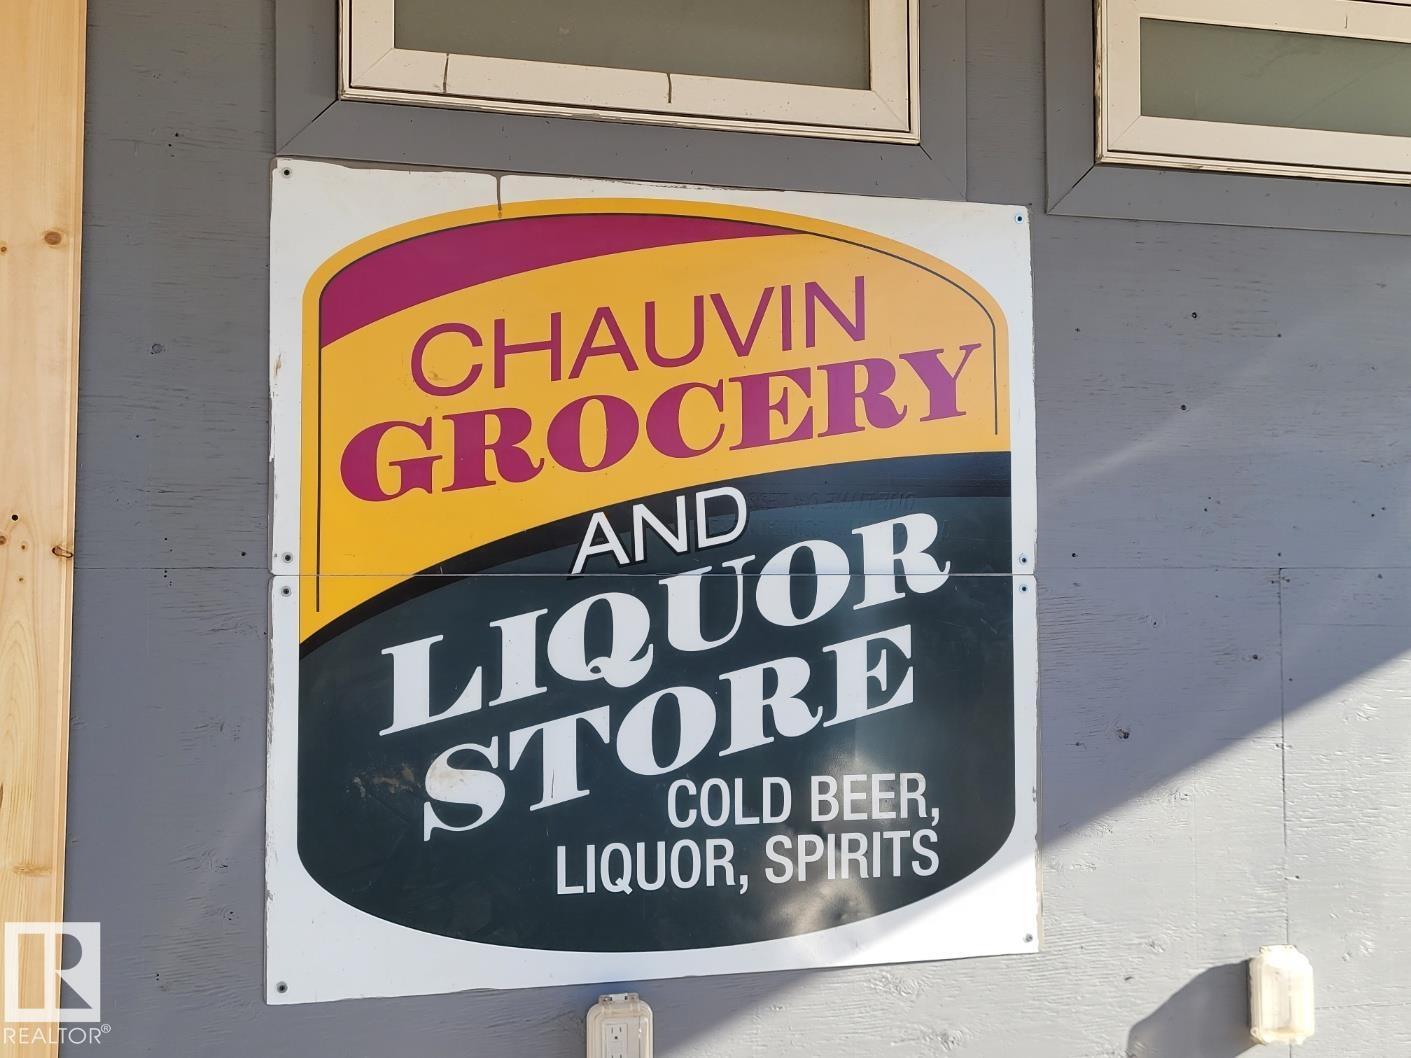 CHAUVIN
GROCERY
AND
LIQUOR
STORE
COLD BEER,
LIQUOR, SPIRITS
R
REALTOR®